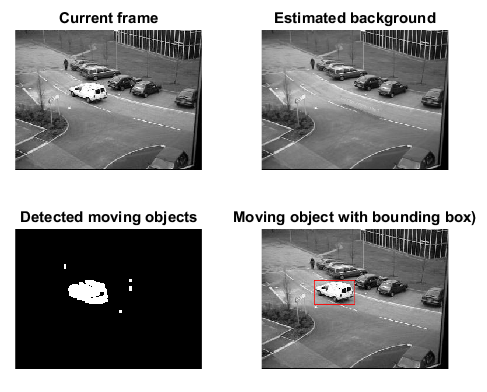 Current frame
Estimated background
Detected moving objects
Moving object with bounding box)